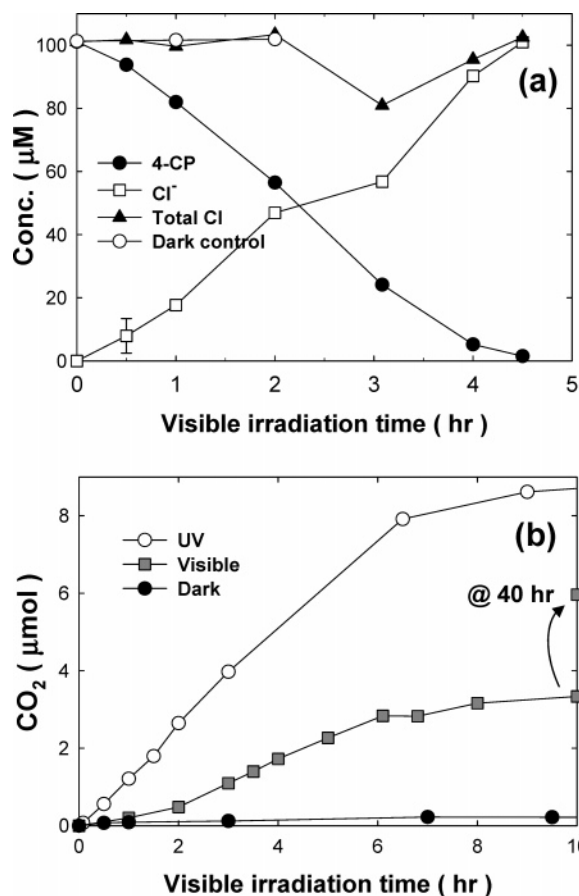 100
80
60
40
20
0
Conc. ( μM )
(a)
4-CP
Cl-
Total Cl
Dark control
0 1 2 3 4 5
Visible irradiation time ( hr )
8
6
4
2
0
CO2 ( μmol )
(b)
UV
Visible
Dark
@ 40 hr
0 2 4 6 8 10
Visible irradiation time ( hr )